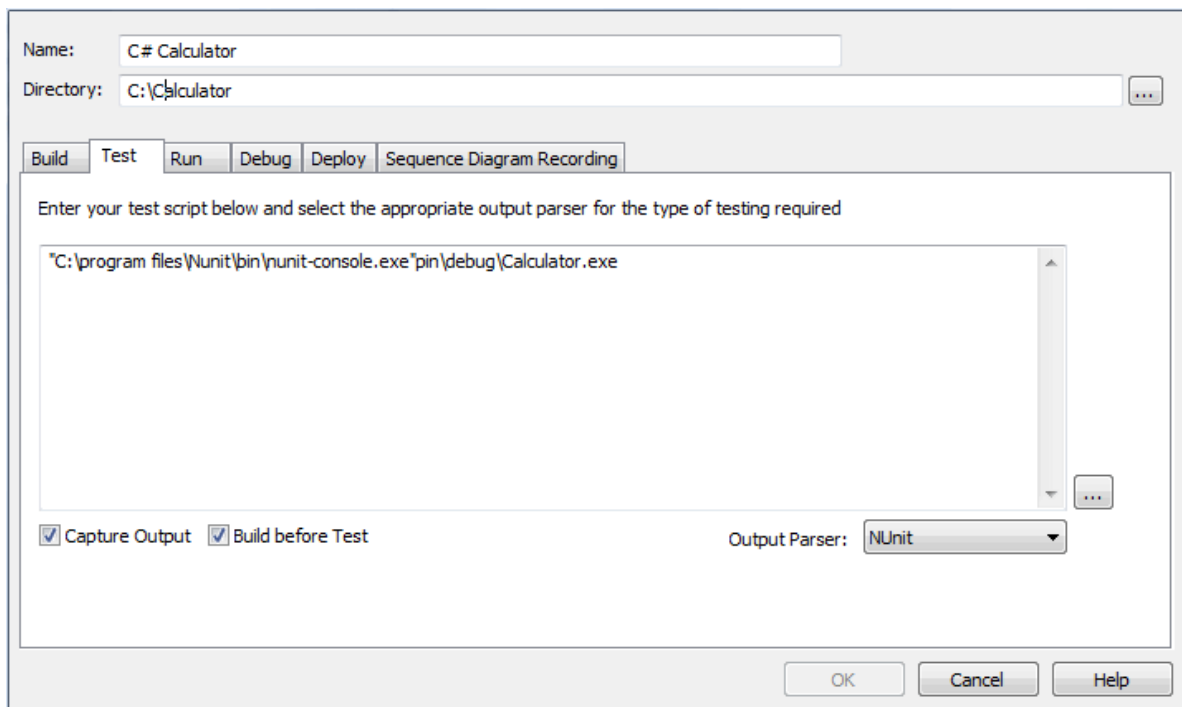 Name: C# Calculator
Directory: C:\Calculator ...
Build Test Run Debug Deploy Sequence Diagram Recording
Enter your test script below and select the appropriate output parser for the type of testing required
"C:\program files\Nunit\bin\nunit-console.exe"pin\debug\Calculator.exe
...
Capture Output Build before Test Output Parser: NUnit
OK Cancel Help